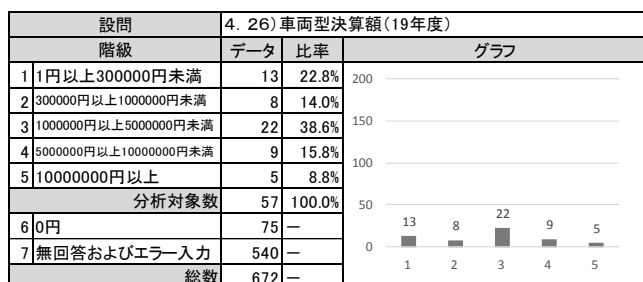 設問 4．26）車両型決算額（19年度）
階級 データ 比率 グラフ
1 1円以上300000円未満 13 22.8%
2 300000円以上1000000円未満 8 14.0%
3 1000000円以上5000000円未満 22 38.6%
4 5000000円以上10000000円未満 9 15.8%
5 10000000円以上 5 8.8%
分析対象数 57 100.0%
6 0円 75 －
7 無回答およびエラー入力 540 －
総数 672 －
200
150
100
50
0
13 8 22 9 5
1 2 3 4 5